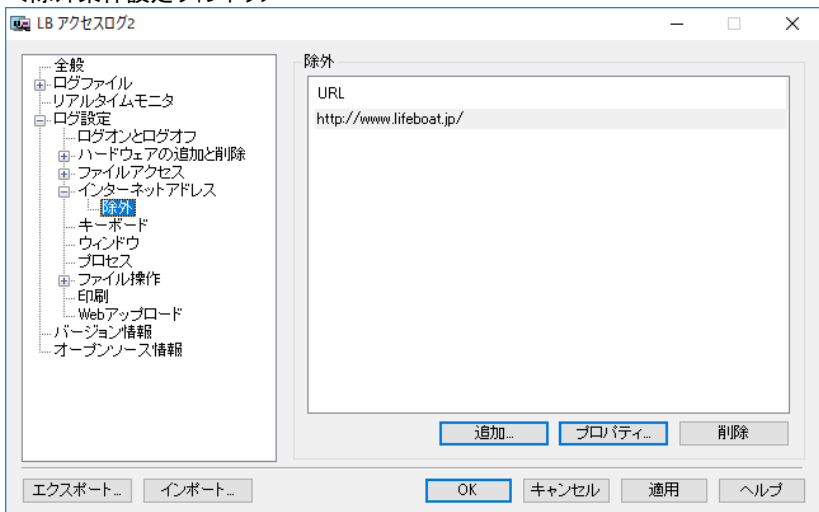 LB アクセスログ2
全般
ログファイル
リアルタイムモニタ
ログ設定
ログオンとログオフ
ハードウェアの追加と削除
ファイルアクセス
インターネットアドレス
除外
キーボード
ウィンドウ
プロセス
ファイル操作
印刷
Webアップロード
バージョン情報
オープンソース情報
除外
URL
http://www.lifeboat.jp/
追加...
プロパティ...
削除
エクスポート...
インポート...
OK
キャンセル
適用
ヘルプ